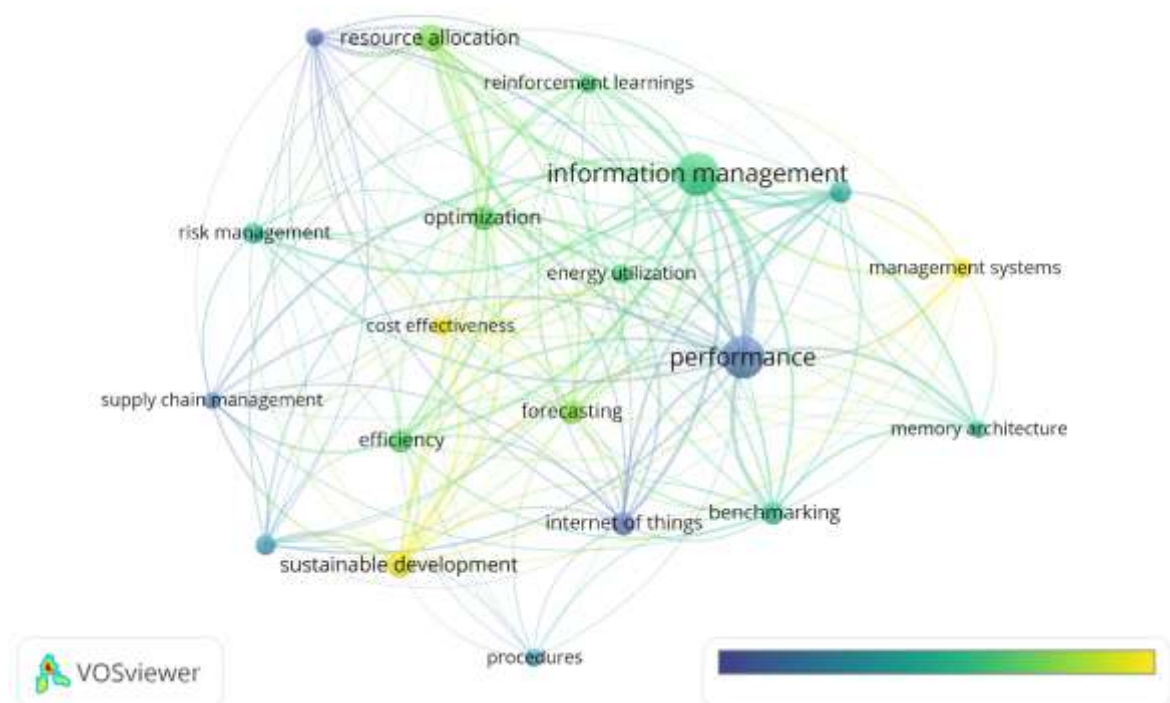 resource allocation
reinforcement learnings
information management
optimization
risk management
management systems
energy utilization
cost effectiveness
performance
supply chain management
forecasting
memory architecture
efficiency
benchmarking
internet of things
sustainable development
procedures
VOSviewer